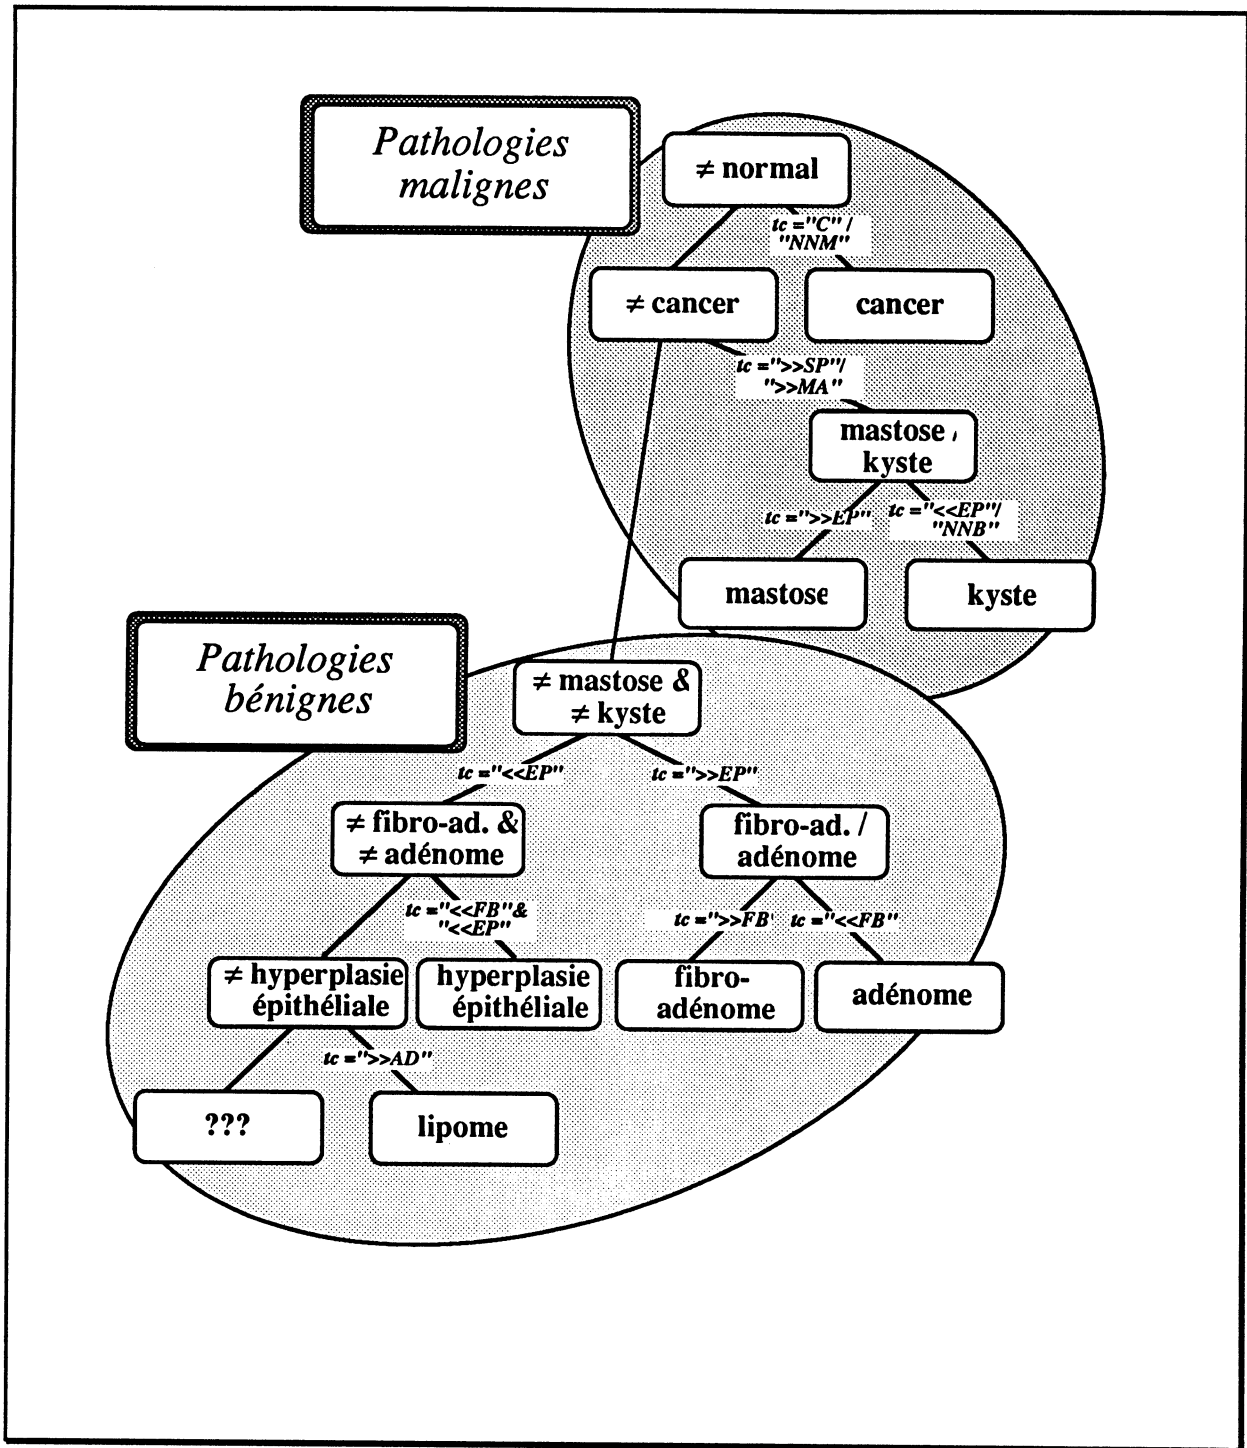 Pathologies
malignes
≠ normal
tc ="C" /
"NNM"
≠ cancer
cancer
tc =">>SP"/
">>MA"
mastose /
kyste
tc =">>EP"
tc ="<<EP"/
"NNB"
mastose
kyste
Pathologies
bénignes
≠ mastose &
≠ kyste
tc ="<<EP"
tc =">>EP"
≠ fibro-ad. &
≠ adénome
fibro-ad. /
adénome
tc ="<<FB"&
"<<EP"
tc =">>FB'
tc ="<<FB"
≠ hyperplasie
épithéliale
hyperplasie
épithéliale
fibro-
adénome
adénome
tc =">>AD"
???
lipome